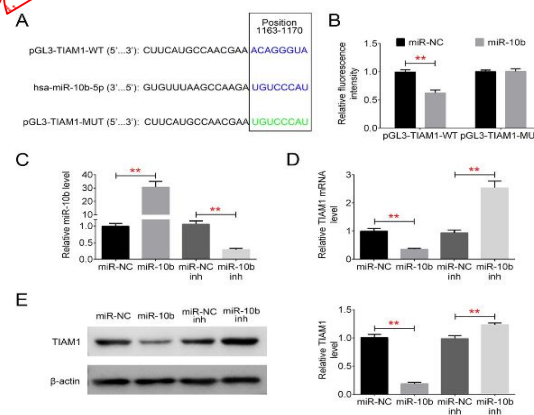 A
Position
1163-1170
pGL3-TIAM1-WT (5'...3'): CUUCAUGCCAACGAA ACAGGGUA
hsa-miR-10b-5p (3'...5'): GUGUUUAAGCCAAGA UGUCCCAU
pGL3-TIAM1-MUT (5'...3'): CUUCAUGCCAACGAA UGUCCCAU
B
miR-NC miR-10b
Relative fluorescence
intensity
1.5
1.0
0.5
0.0
**
pGL3-TIAM1-WT pGL3-TIAM1-MU
C
Relative miR-10b level
40
30
20
10
1.0
0.5
0.0
**
**
miR-NC miR-10b miR-NC miR-10b
inh inh
D
Relative TIAM1 mRNA
level
3
2
1
0
**
**
miR-NC miR-10b miR-NC miR-10b
inh inh
E
miR-NC miR-10b miR-NC miR-10b
inh inh
TIAM1
β-actin
Relative TIAM1
level
1.5
1.0
0.5
0.0
**
**
miR-NC miR-10b miR-NC miR-10b
inh inh